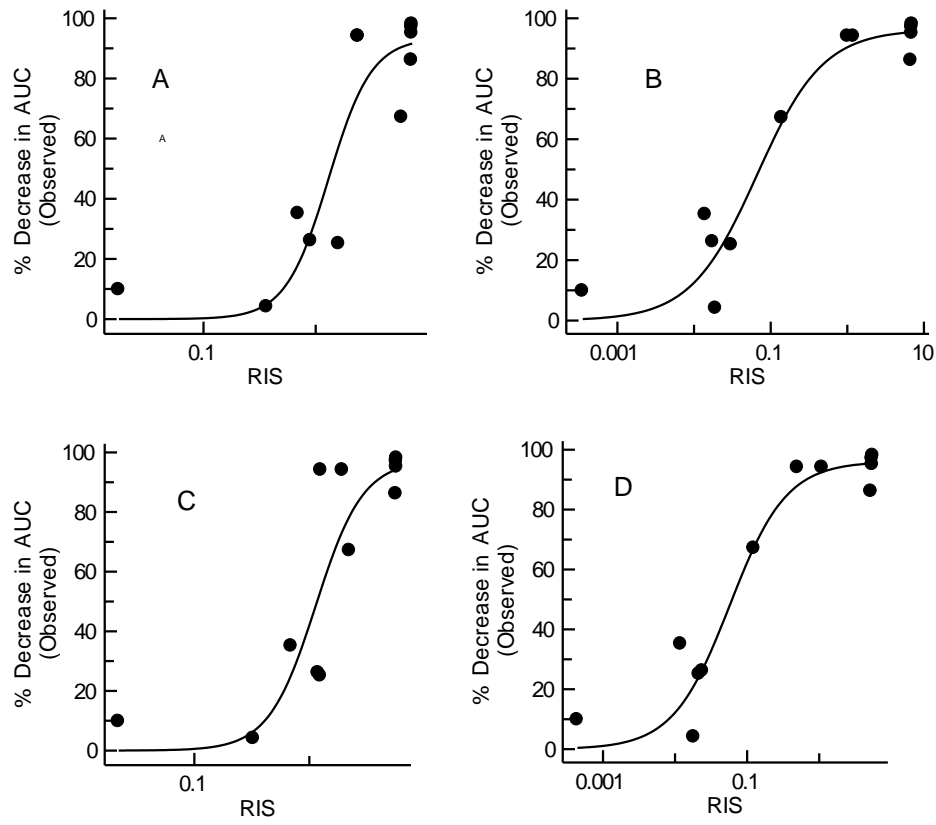 100
80
60
40
20
0
% Decrease in AUC
(Observed)
A
A
0.1
RIS
100
80
60
40
20
0
% Decrease in AUC
(Observed)
B
0.001
0.1
10
RIS
100
80
60
40
20
0
% Decrease in AUC
(Observed)
C
0.1
RIS
100
80
60
40
20
0
% Decrease in AUC
(Observed)
D
0.001
0.1
RIS